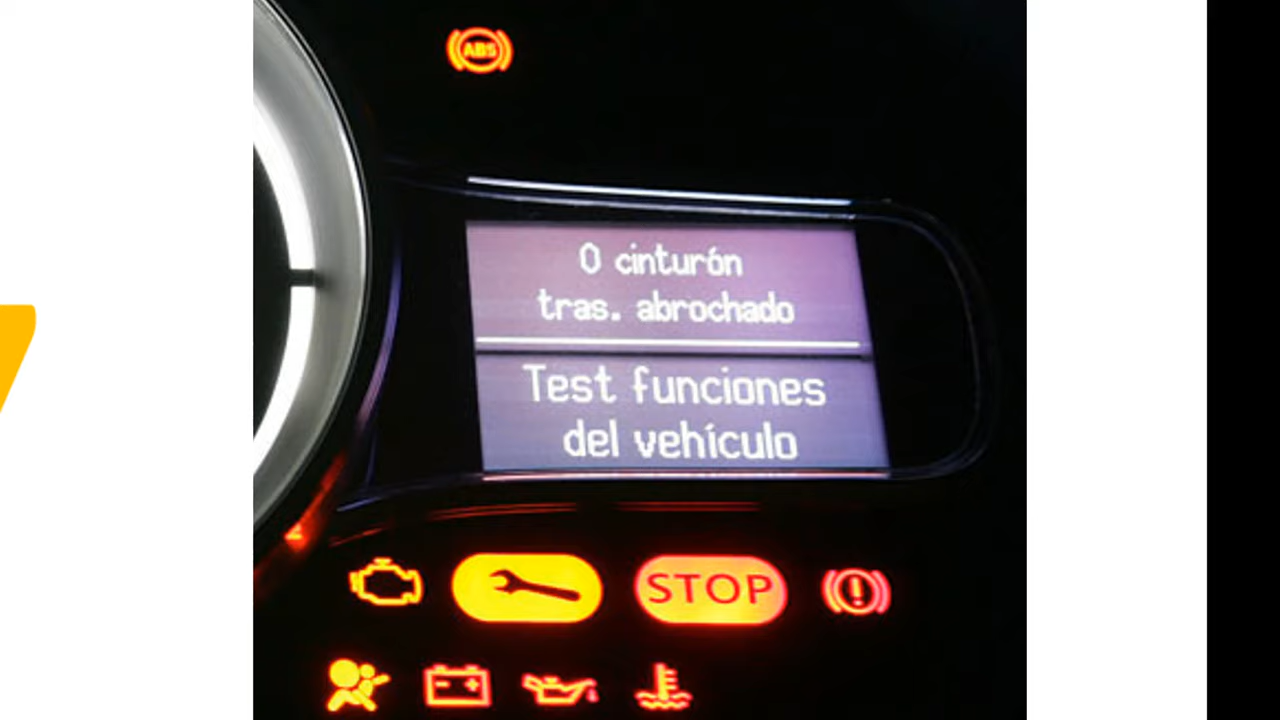 ABS
0 cinturón
tras. abrochado
Test funciones
del vehículo
STOP